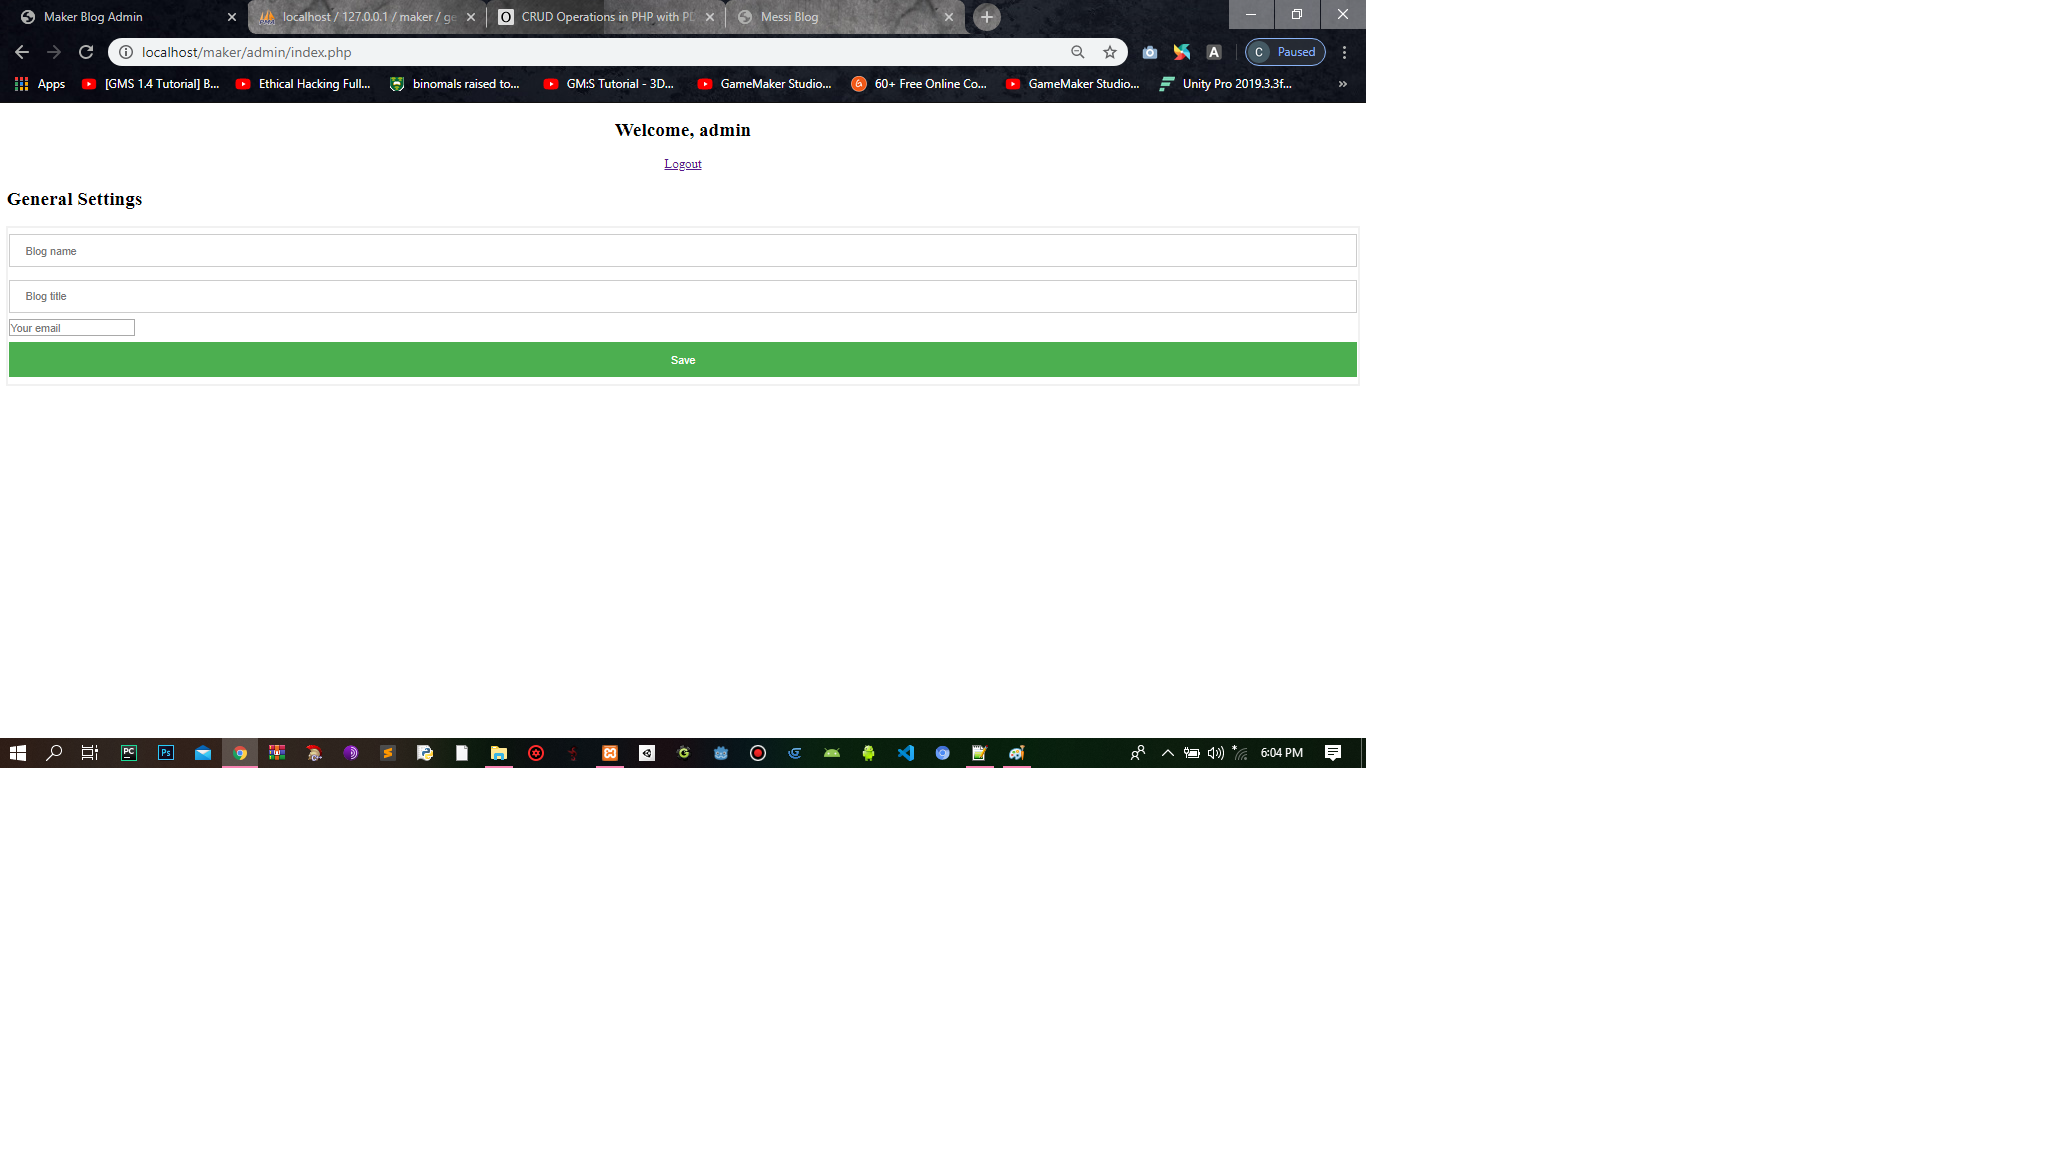 Maker Blog Admin
localhost / 127.0.0.1 / maker / ge
CRUD Operations in PHP with PD
Messi Blog
localhost/maker/admin/index.php
A
C Paused
Apps
[GMS 1.4 Tutorial] B...
Ethical Hacking Full...
binomals raised to...
GM:S Tutorial - 3D...
GameMaker Studio...
60+ Free Online Co...
GameMaker Studio...
Unity Pro 2019.3.3f...
»
Welcome, admin
Logout
General Settings
Blog name
Blog title
Your email
Save
PC
Ps
6:04 PM